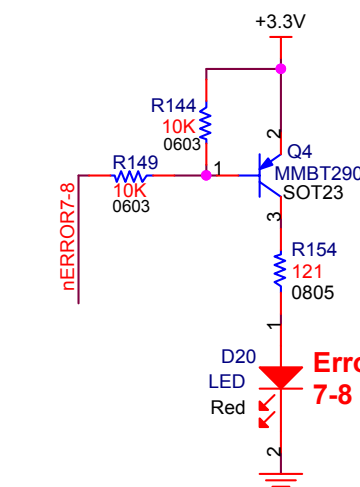 +3.3V
R144
10K
0603
2
Q4
R149
1
MMBT290
10K
SOT23
0603
nERROR7-8
3
R154
121
0805
1
D20
LED
Red
Erro
7-8
2